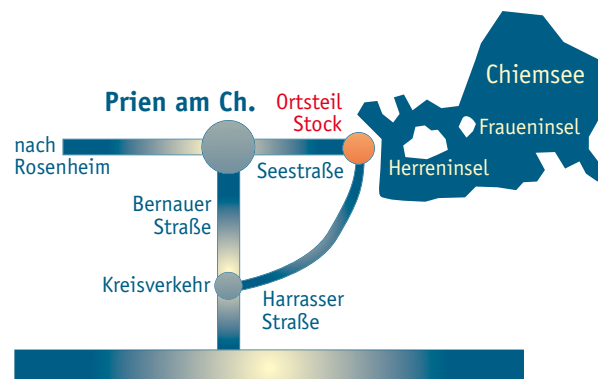 Chiemsee
Prien am Ch.
Ortsteil
Stock
Fraueninsel
nach
Rosenheim
Seestraße
Herreninsel
Bernauer
Straße
Kreisverkehr
Harrasser
Straße